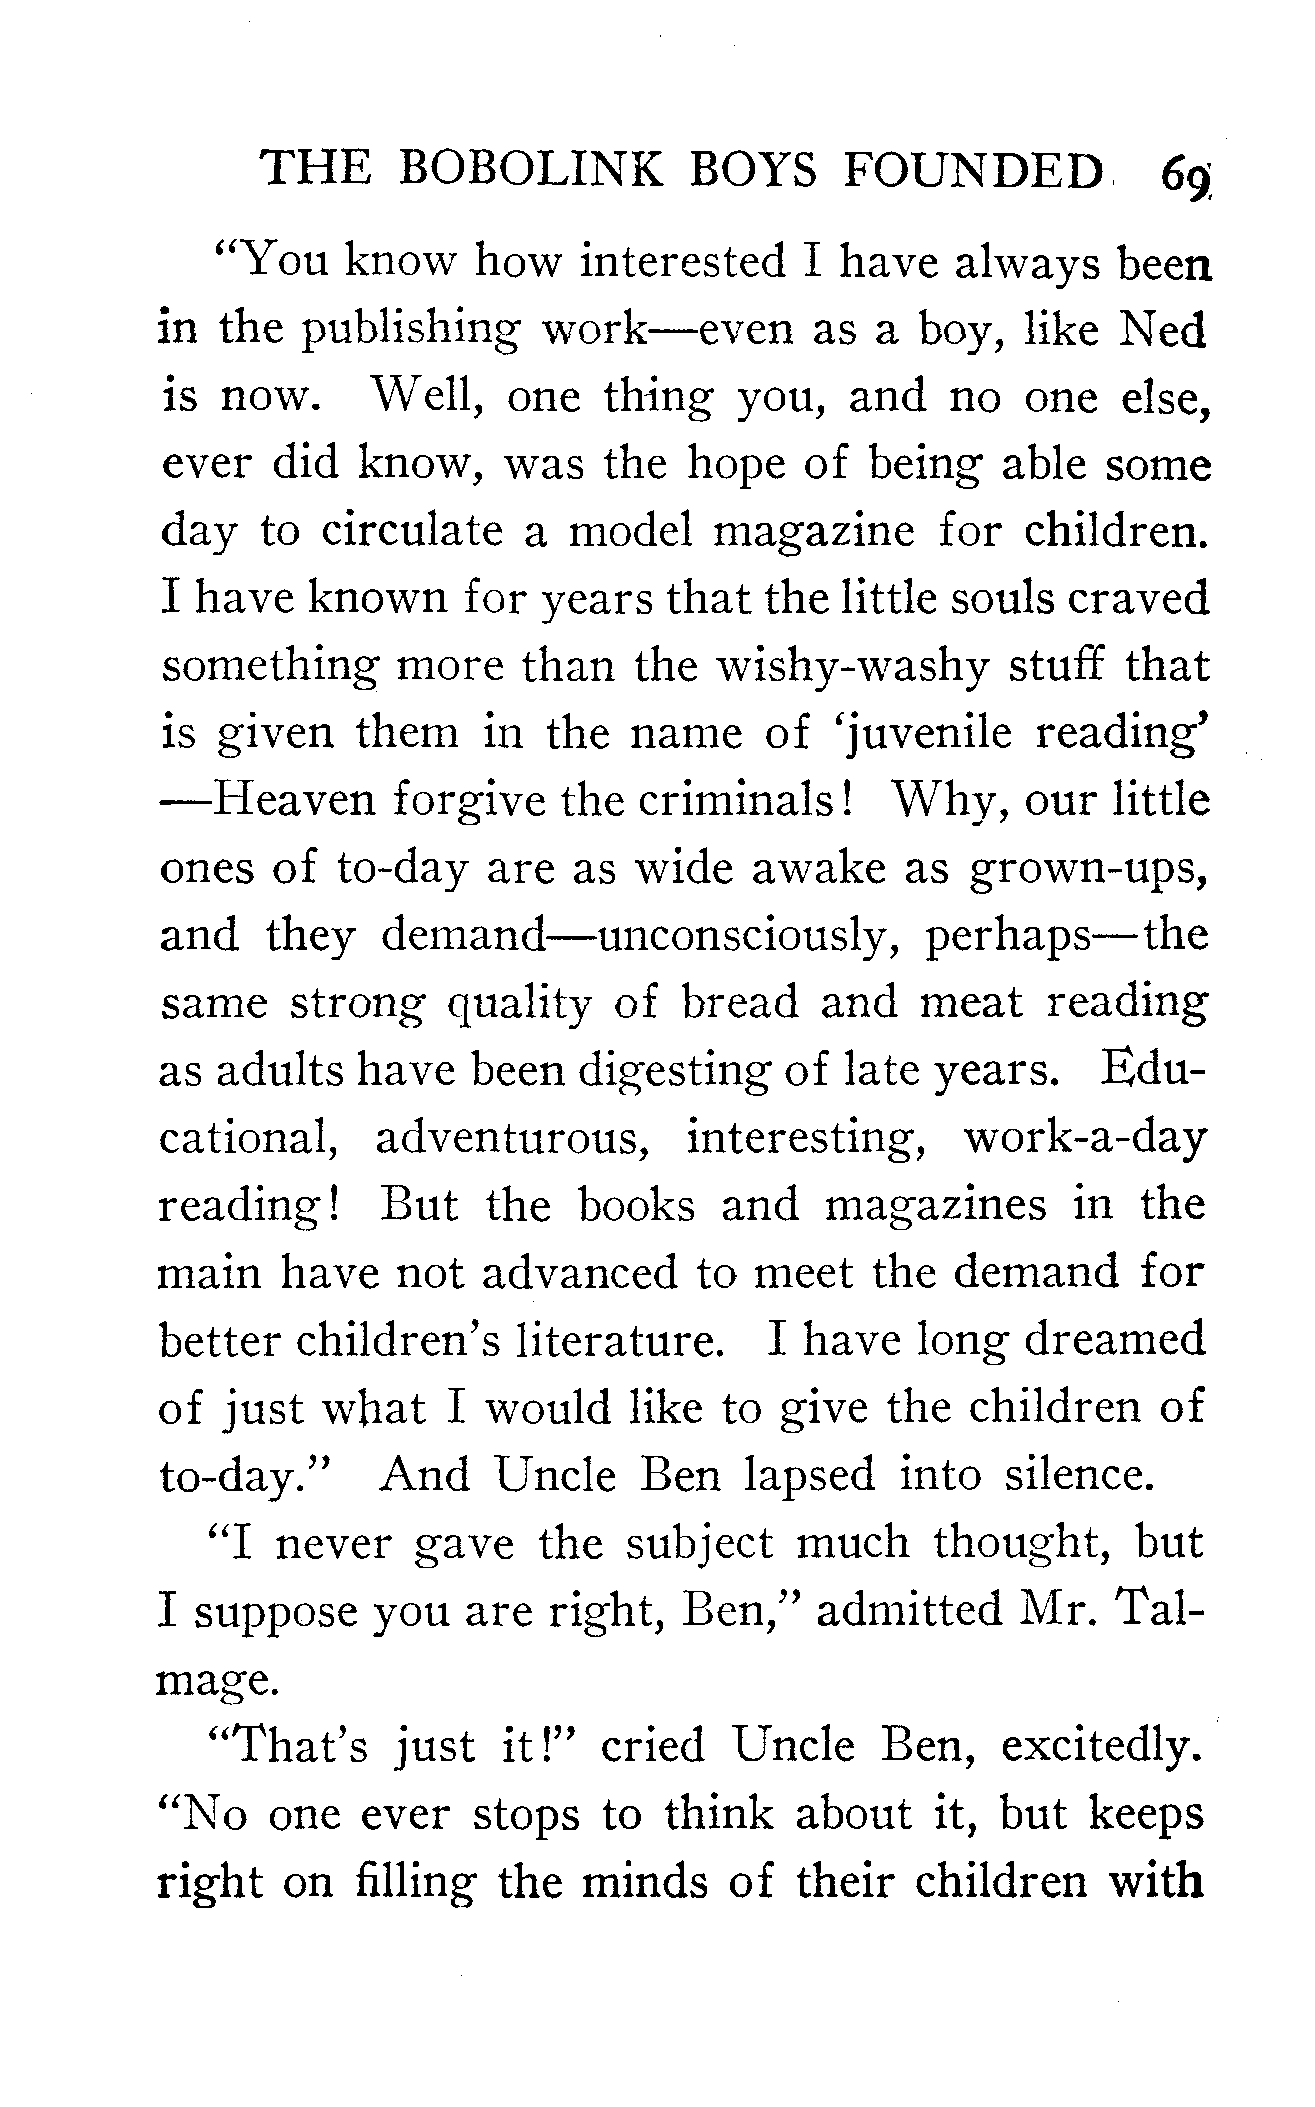 THE BOBOLINK BOYS FOUNDED 69
“You know how interested I have always been
in the publishing work—even as a boy, like Ned
is now. Well, one thing you, and no one else,
ever did know, was the hope of being able some
day to circulate a model magazine for children.
I have known for years that the little souls craved
something more than the wishy-washy stuff that
is given them in the name of ‘juvenile reading’
—Heaven forgive the criminals! Why, our little
ones of to-day are as wide awake as grown-ups,
and they demand—unconsciously, perhaps—the
same strong quality of bread and meat reading
as adults have been digesting of late years. Edu-
cational, adventurous, interesting, work-a-day
reading! But the books and magazines in the
main have not advanced to meet the demand for
better children’s literature. I have long dreamed
of just what I would like to give the children of
to-day.” And Uncle Ben lapsed into silence.
“I never gave the subject much thought, but
I suppose you are right, Ben,” admitted Mr. Tal-
mage.
“That’s just it!” cried Uncle Ben, excitedly.
“No one ever stops to think about it, but keeps
right on filling the minds of their children with